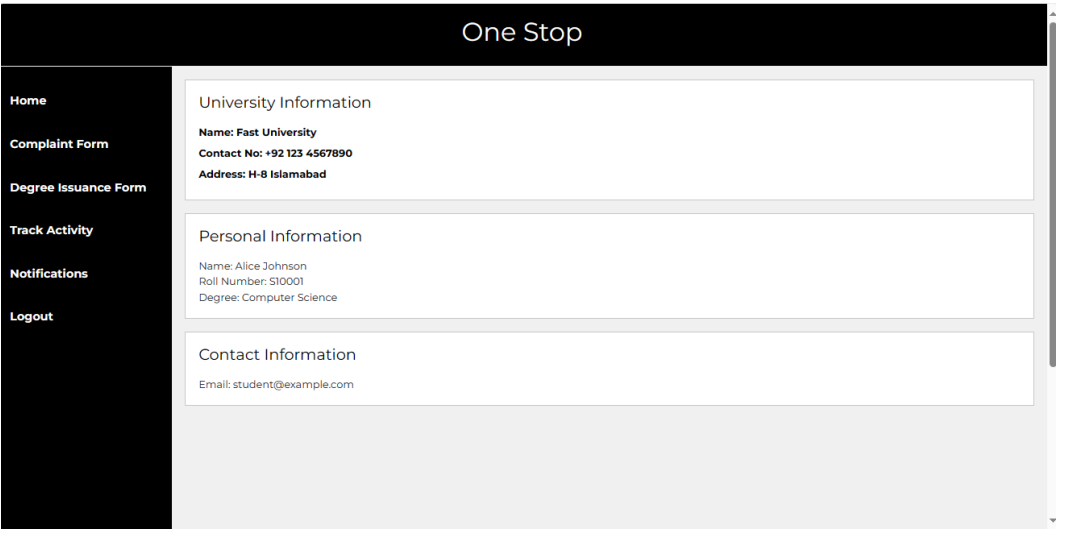 One Stop
Home
Complaint Form
Degree Issuance Form
Track Activity
Notifications
Logout
University Information
Name: Fast University
Contact No: +92 123 4567890
Address: H-8 Islamabad
Personal Information
Name: Alice Johnson
Roll Number: S10001
Degree: Computer Science
Contact Information
Email: student@example.com